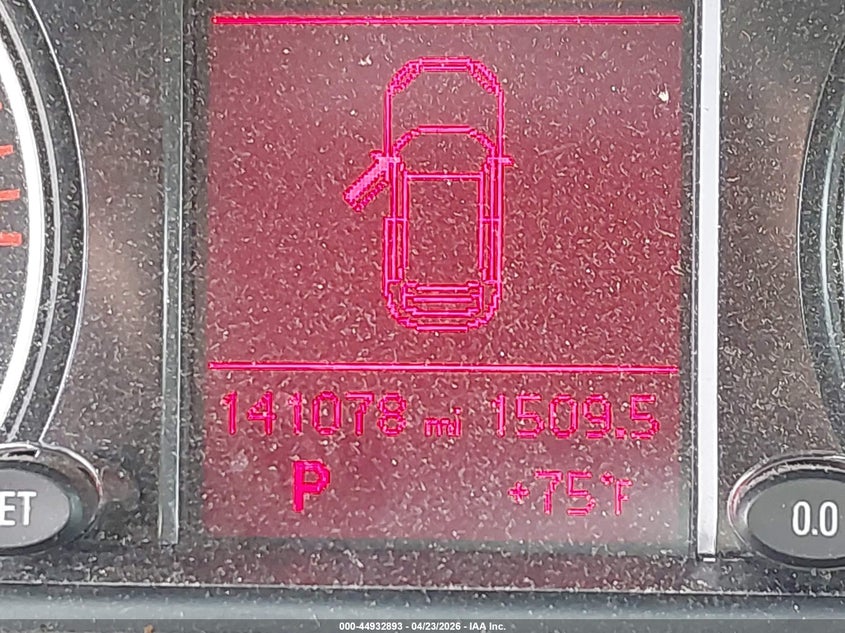 141078 mi 1509.5
P +75°F
ET
0.0
000-44932893 - 04/23/2026 - IAA Inc.